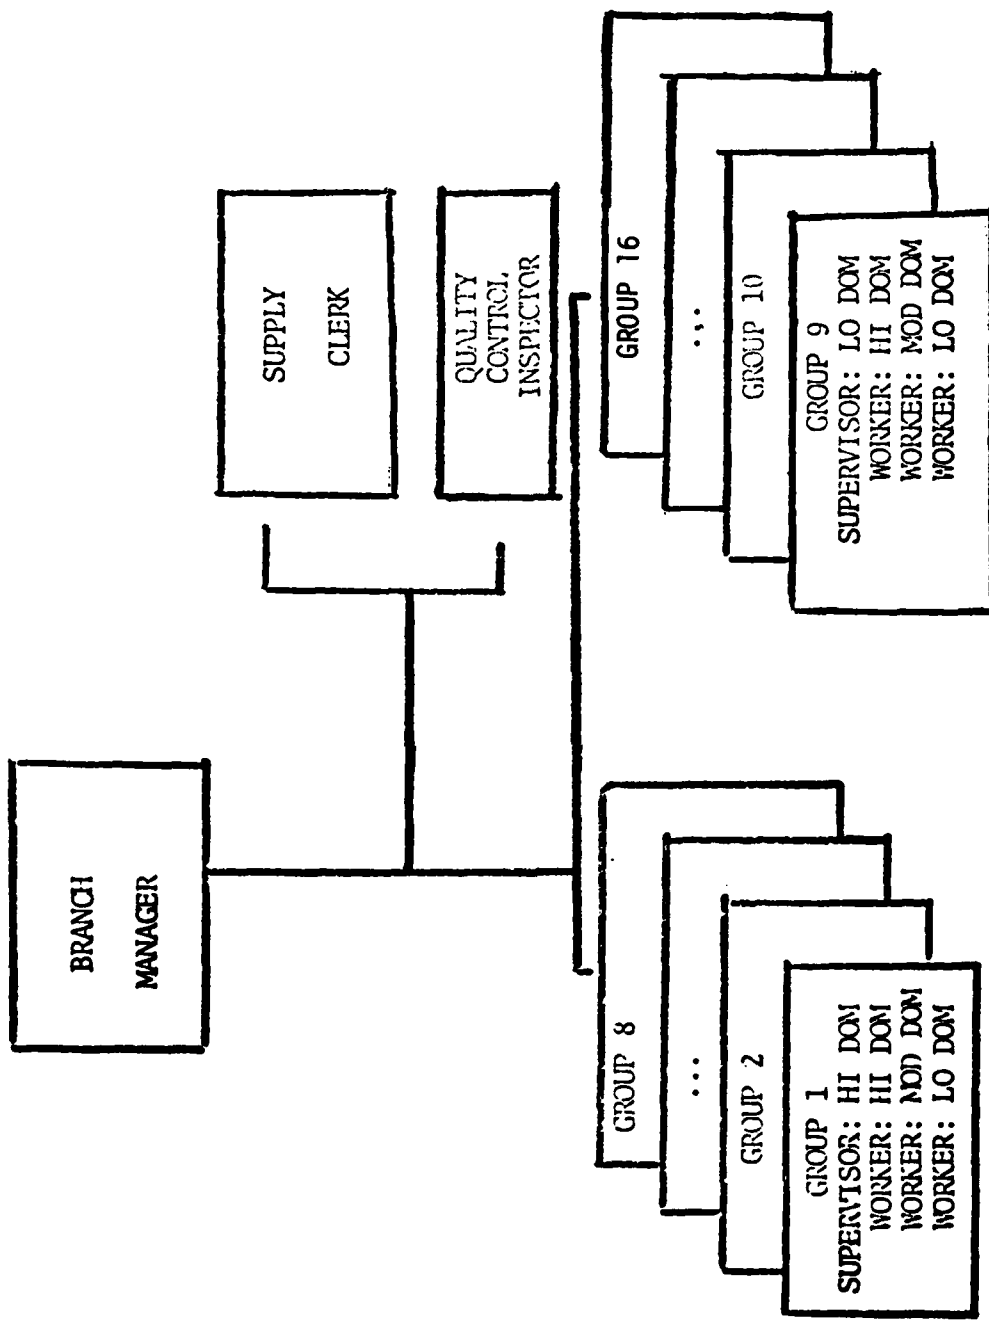 BRANCH
MANAGER
SUPPLY
CLERK
QUALITY
CONTROL
INSPECTOR
GROUP 8
...
GROUP 2
GROUP 1
SUPERVISOR: HI DOM
WORKER: HI DOM
WORKER: MOD DOM
WORKER: LO DOM
GROUP 16
...
GROUP 10
GROUP 9
SUPERVISOR: LO DOM
WORKER: HI DOM
WORKER: MOD DOM
WORKER: LO DOM